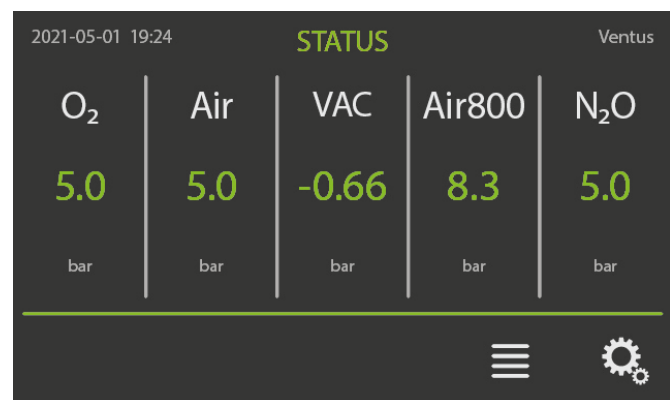 2021-05-01 19:24 STATUS Ventus
O₂ Air VAC Air800 N₂O
5.0 5.0 -0.66 8.3 5.0
bar bar bar bar bar